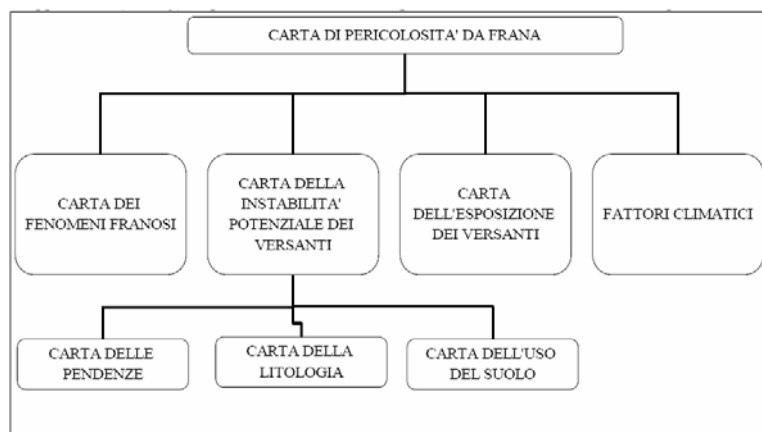 CARTA DI PERICOLOSITA' DA FRANA
CARTA DEI
FENOMENI FRANOSI
CARTA DELLA
INSTABILITA'
POTENZIALE DEI
VERSANTI
CARTA
DELL'ESPOSIZIONE
DEI VERSANTI
FATTORI CLIMATICI
CARTA DELLE
PENDENZE
CARTA DELLA
LITOLOGIA
CARTA DELL'USO
DEL SUOLO